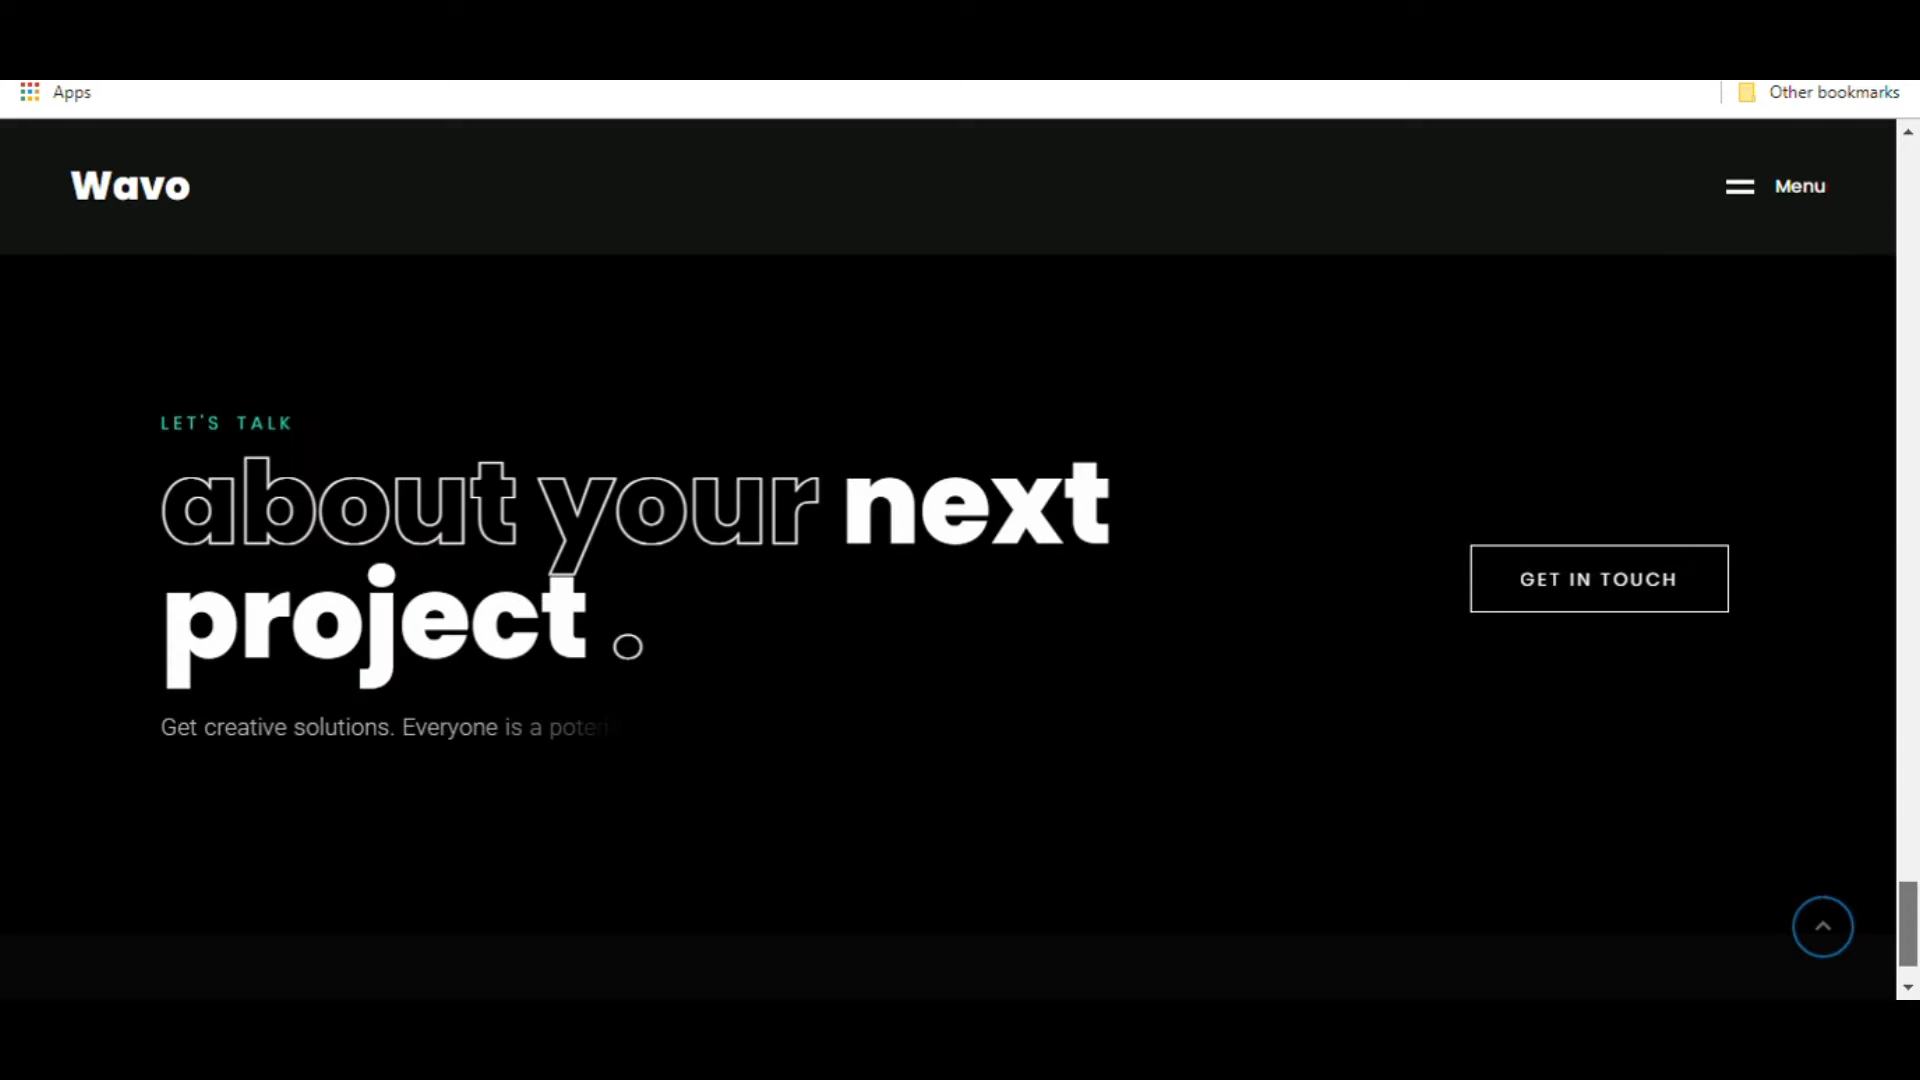 Apps
Other bookmarks
Wavo
Menu
LET'S TALK
about your next
project .
Get creative solutions. Everyone is a
GET IN TOUCH